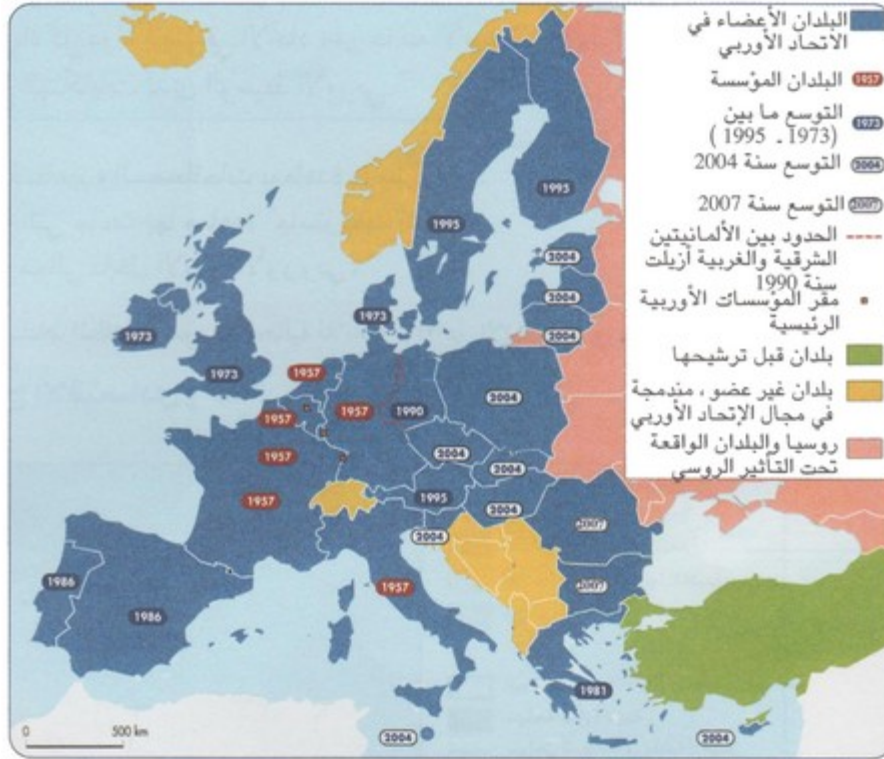 البلدان الأعضاء في
الاتحاد الأوربي
1957 البلدان المؤسسة
1973 التوسع ما بين
(1973 ـ 1995 )
2004 التوسع سنة 2004
2007 التوسع سنة 2007
الحدود بين الألمانيتين
الشرقية والغربية أزيلت
سنة 1990
مقر المؤسسات الأوربية
الرئيسية
بلدان قبل ترشيحها
بلدان غير عضو، مندمجة
في مجال الإتحاد الأوربي
روسيا والبلدان الواقعة
تحت التأثير الروسي
1995
1995
2004
2004
2004
1973
1973
1973
1957
1957
1957
1990
2004
1957
1957
2004
2004
1995
2004
2004
2007
2007
1986
1986
1957
1981
2004
2004
0 500 km